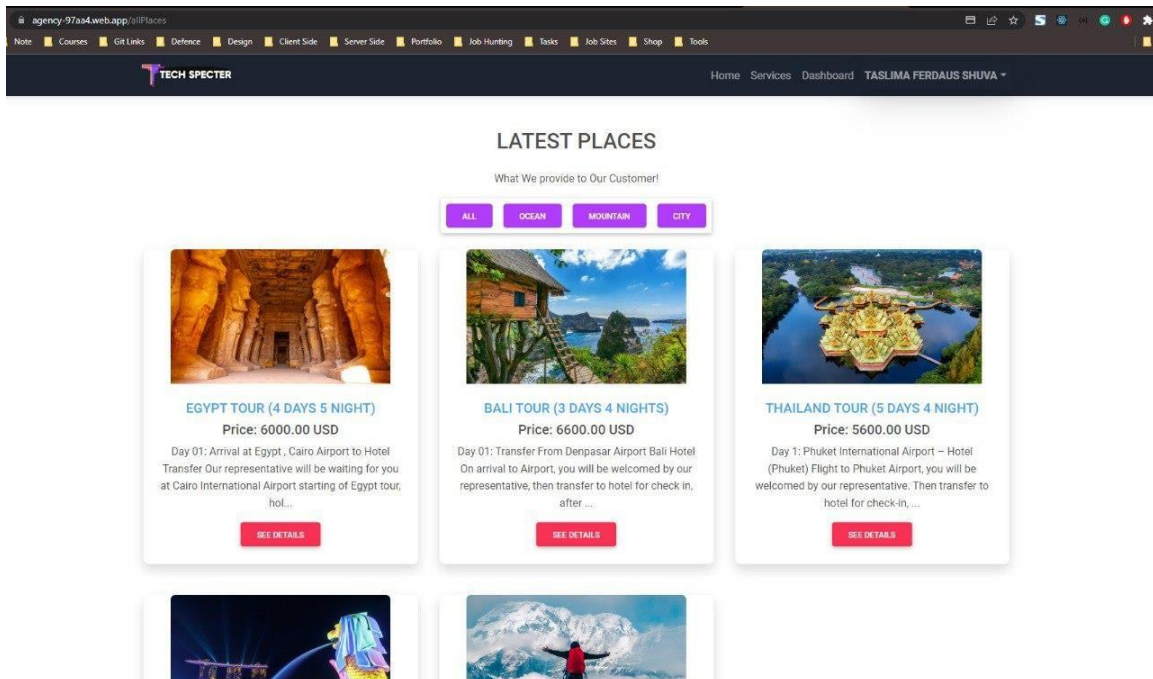 agency-97aa4.web.app/allPlaces
Note Courses Git Links Defence Design Client Side Server Side Portfolio Job Hunting Tasks Job Sites Shop Tools
TECH SPECTER
Home Services Dashboard TASLIMA FERDAUS SHUVA
LATEST PLACES
What We provide to Our Customer!
ALL OCEAN MOUNTAIN CITY
EGYPT TOUR (4 DAYS 5 NIGHT)
Price: 6000.00 USD
Day 01: Arrival at Egypt , Cairo Airport to Hotel
Transfer Our representative will be waiting for you
at Cairo International Airport starting of Egypt tour,
hol...
SEE DETAILS
BALI TOUR (3 DAYS 4 NIGHTS)
Price: 6600.00 USD
Day 01: Transfer From Denpasar Airport Bali Hotel
On arrival to Airport, you will be welcomed by our
representative, then transfer to hotel for check in,
after ...
SEE DETAILS
THAILAND TOUR (5 DAYS 4 NIGHT)
Price: 5600.00 USD
Day 1: Phuket International Airport – Hotel
(Phuket) Flight to Phuket Airport, you will be
welcomed by our representative. Then transfer to
hotel for check-in, ...
SEE DETAILS